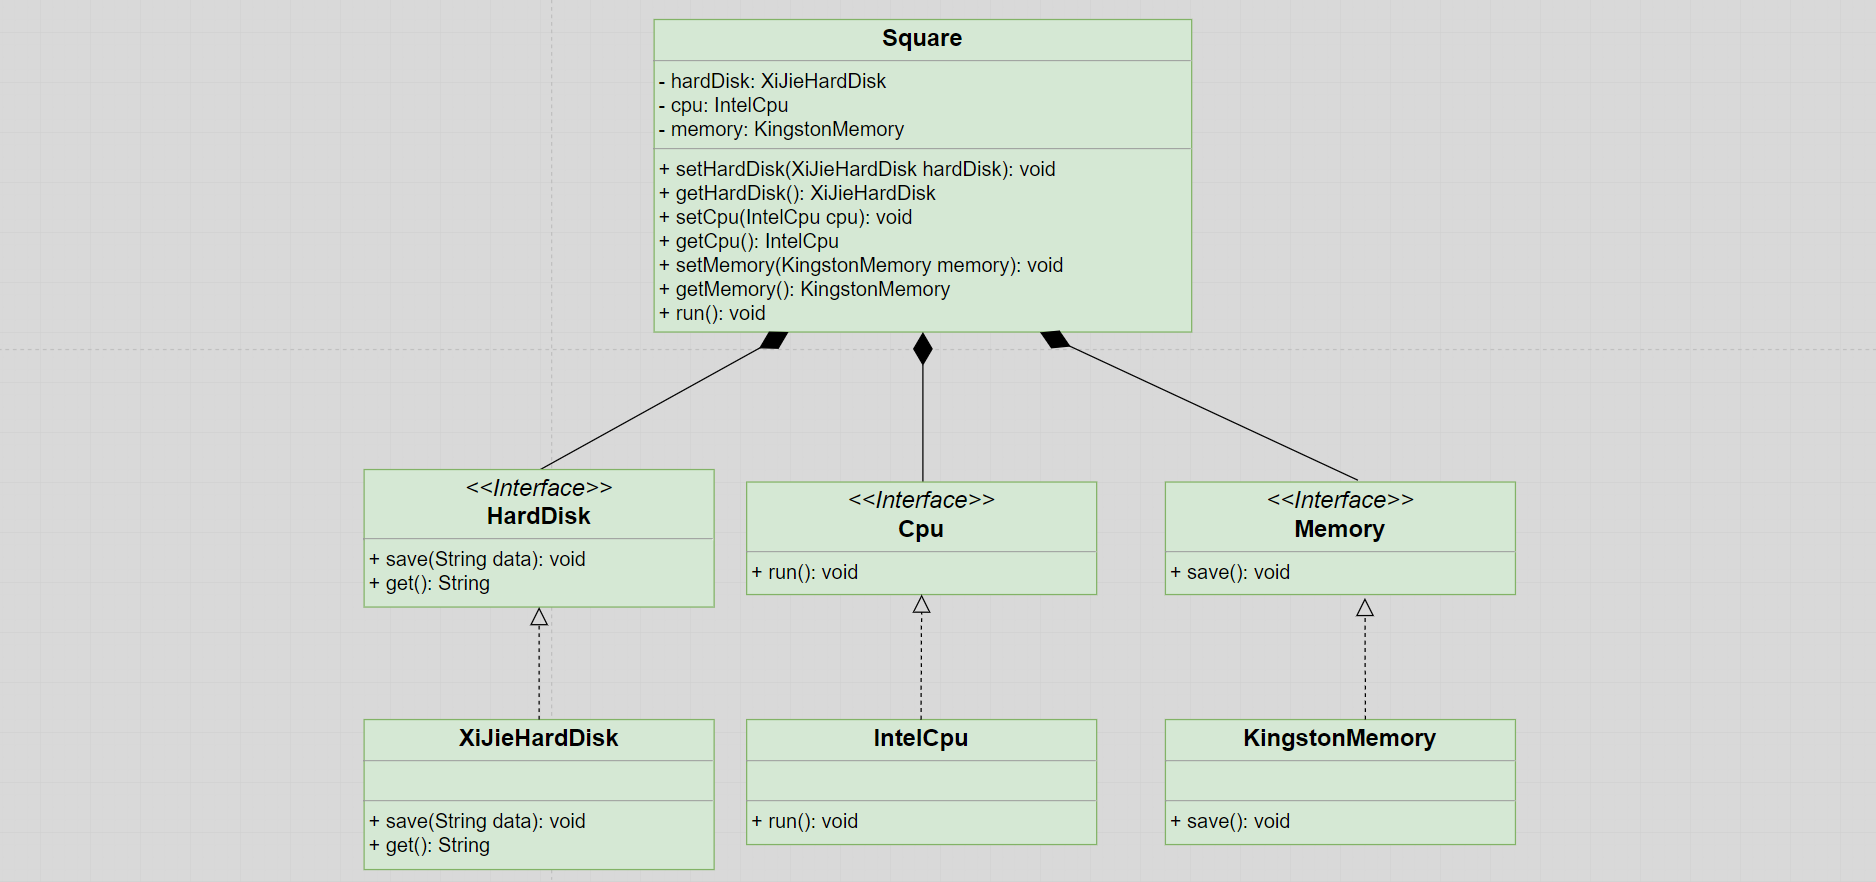 Square
- hardDisk: XiJieHardDisk
- cpu: IntelCpu
- memory: KingstonMemory
+ setHardDisk(XiJieHardDisk hardDisk): void
+ getHardDisk(): XiJieHardDisk
+ setCpu(IntelCpu cpu): void
+ getCpu(): IntelCpu
+ setMemory(KingstonMemory memory): void
+ getMemory(): KingstonMemory
+ run(): void
<<Interface>>
HardDisk
+ save(String data): void
+ get(): String
<<Interface>>
Cpu
+ run(): void
<<Interface>>
Memory
+ save(): void
XiJieHardDisk
+ save(String data): void
+ get(): String
IntelCpu
+ run(): void
KingstonMemory
+ save(): void